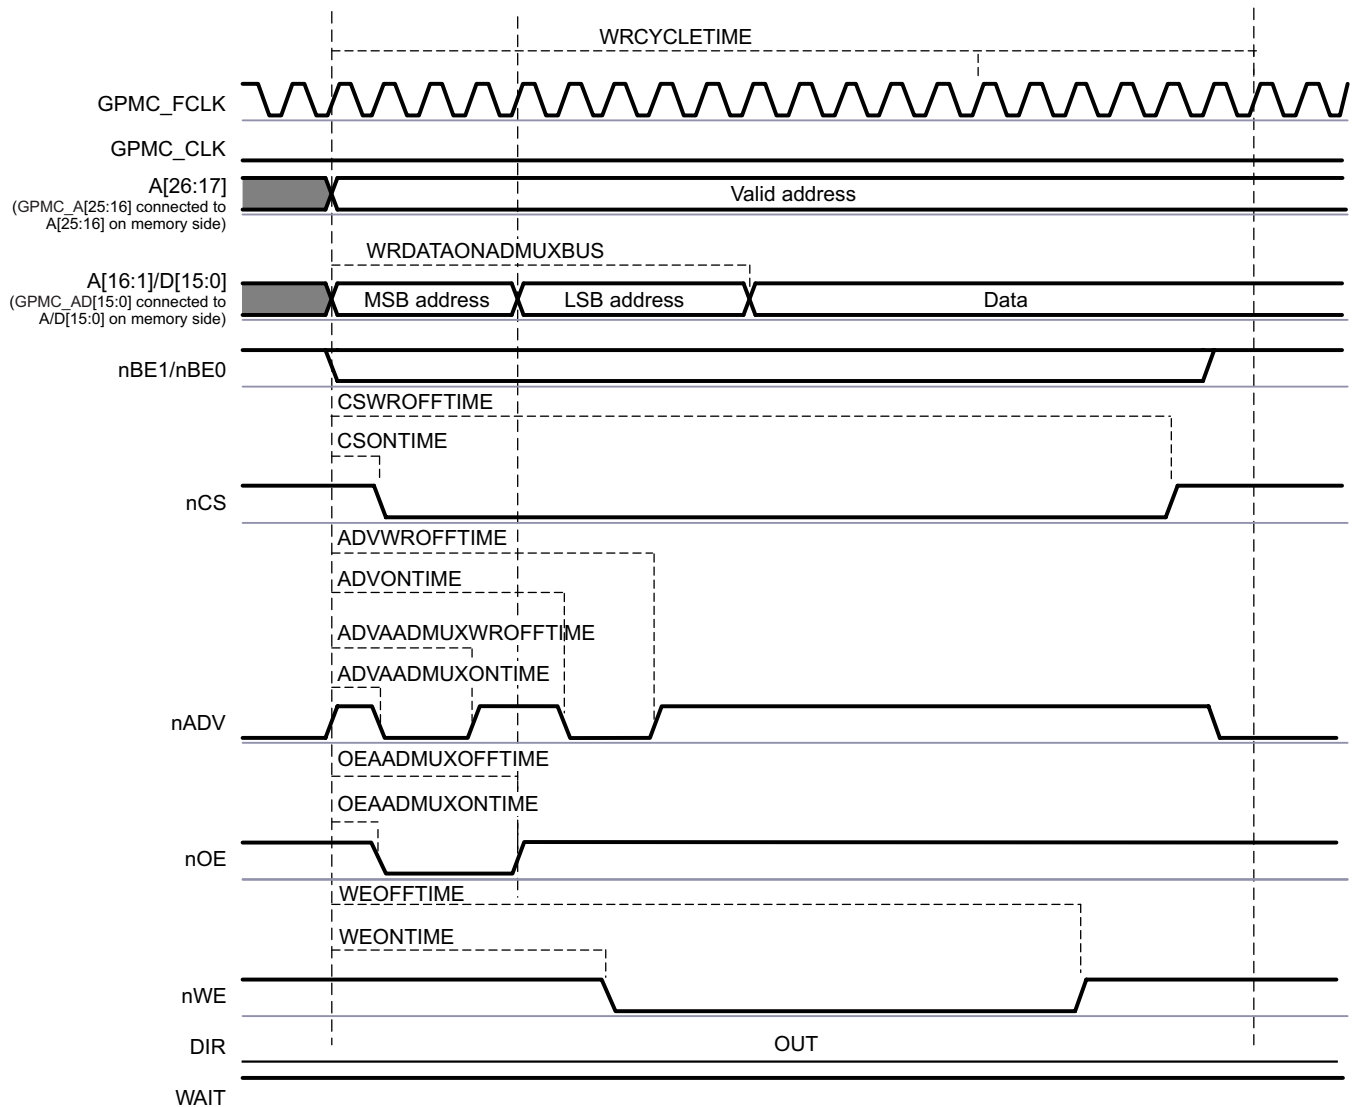 WRCYCLETIME
GPMC_FCLK
GPMC_CLK
A[26:17]
(GPMC_A[25:16] connected to
A[25:16] on memory side)
Valid address
WRDATAONADMUXBUS
A[16:1]/D[15:0]
(GPMC_AD[15:0] connected to
A/D[15:0] on memory side)
MSB address
LSB address
Data
nBE1/nBE0
CSWROFFTIME
CSONTIME
nCS
ADVWROFFTIME
ADVONTIME
ADVAADMUXWROFFTIME
ADVAADMUXONTIME
nADV
OEAADMUXOFFTIME
OEAADMUXONTIME
nOE
WEOFFTIME
WEONTIME
nWE
DIR
OUT
WAIT